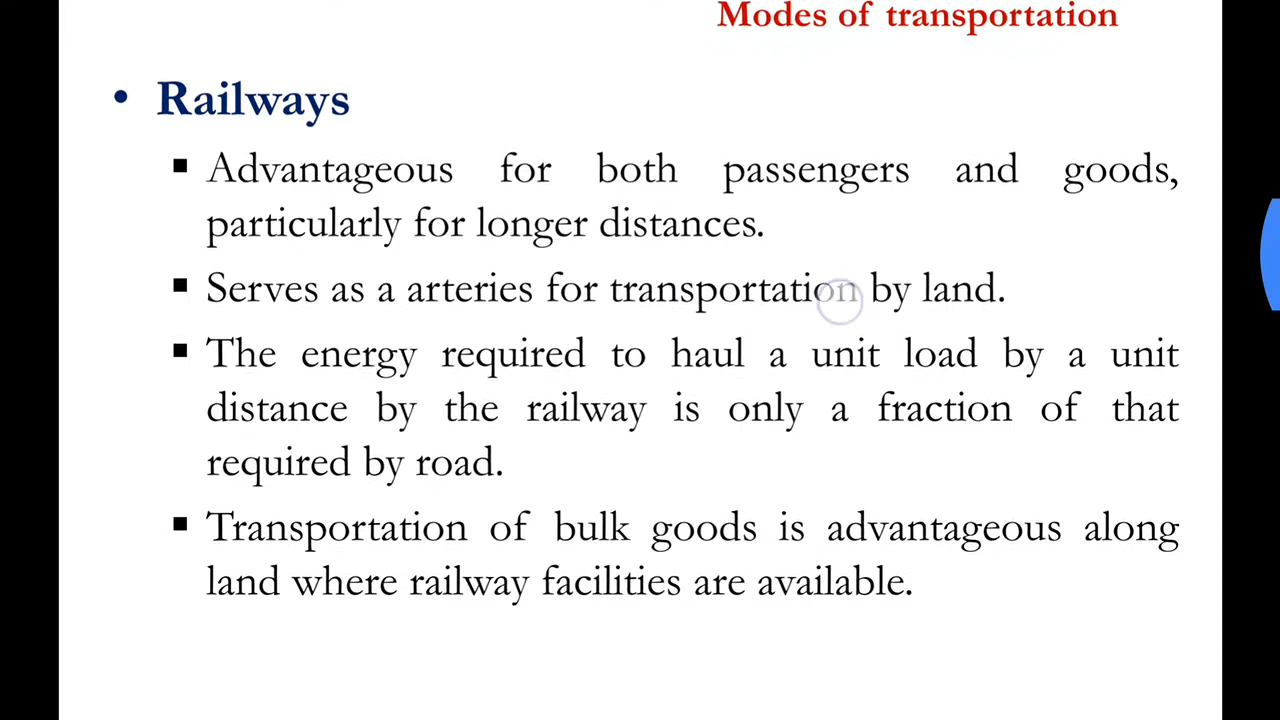 Modes of transportation
• Railways
▪ Advantageous for both passengers and goods,
particularly for longer distances.
▪ Serves as a arteries for transportation by land.
▪ The energy required to haul a unit load by a unit
distance by the railway is only a fraction of that
required by road.
▪ Transportation of bulk goods is advantageous along
land where railway facilities are available.